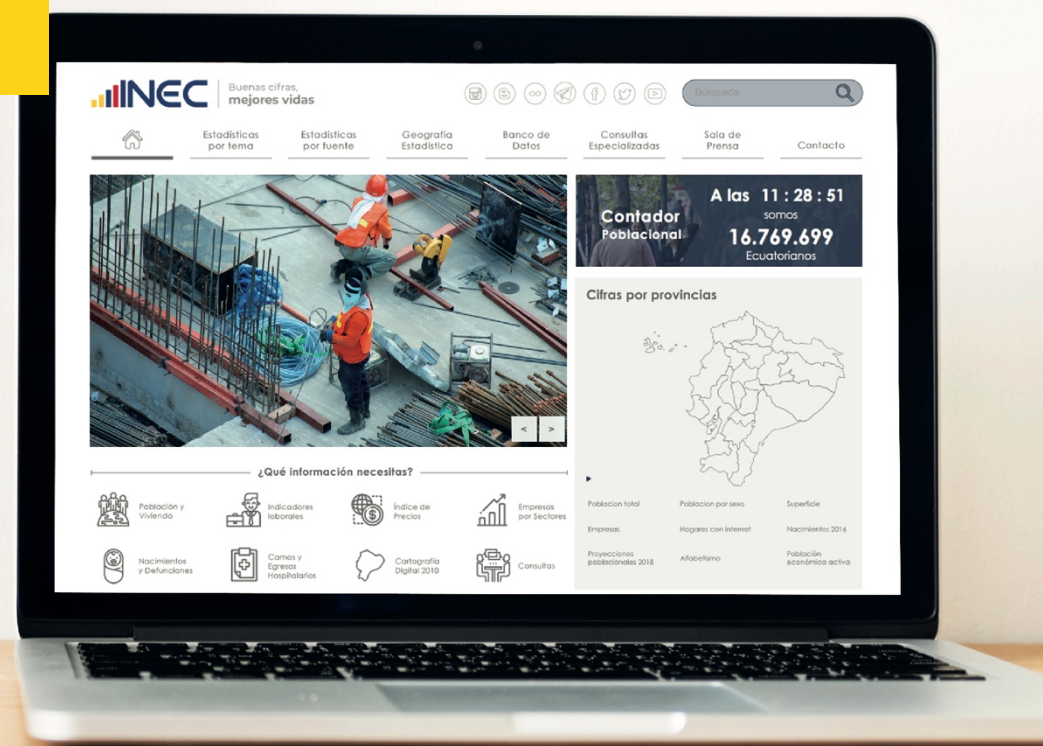 INEC
Buenas cifras,
mejores vidas
Búsqueda
Estadísticas
por tema
Estadísticas
por fuente
Geografía
Estadística
Banco de
Datos
Consultas
Especializadas
Sala de
Prensa
Contacto
Contador
Poblacional
A las 11 : 28 : 51
somos
16.769.699
Ecuatorianos
Cifras por provincias
< >
¿Qué información necesitas?
Población y
Vivienda
Indicadores
laborales
Índice de
Precios
Empresas
por Sectores
Nacimientos
y Defunciones
Camas y
Egresos
Hospitalarios
Cartografía
Digital 2010
Consultas
Poblacion total
Poblacion por sexo
Superficie
Empresas
Hogares con internet
Nacimientos 2016
Proyecciones
poblacionales 2018
Alfabetismo
Población
económica activa